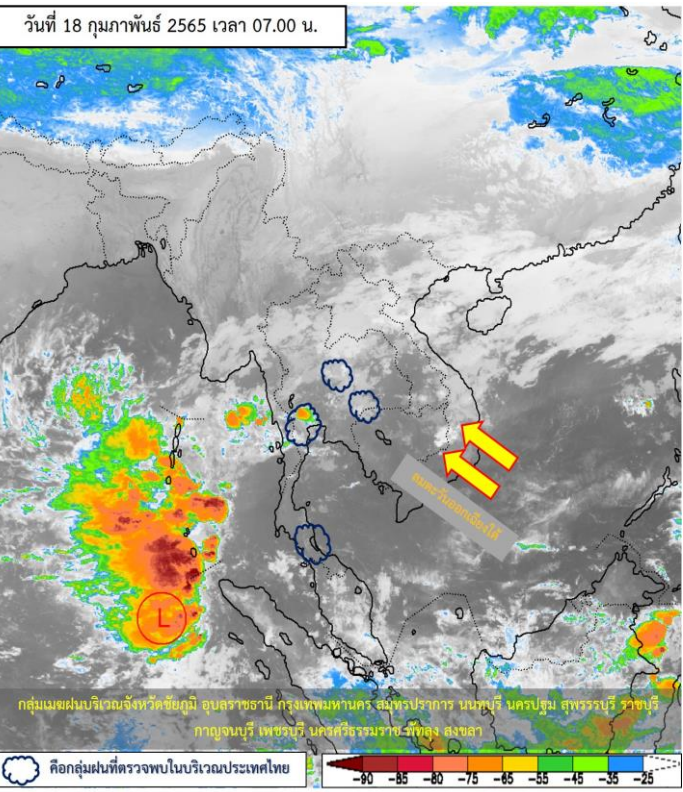 วันที่ 18 กุมภาพันธ์ 2565 เวลา 07.00 น.
ลมตะวันออกเฉียงใต้
L
กลุ่มเมฆฝนบริเวณจังหวัดชัยภูมิ อุบลราชธานี กรุงเทพมหานคร สมุทรปราการ นนทบุรี นครปฐม สุพรรรบุรี ราชบุรี
กาญจนบุรี เพชรบุรี นครศรีธรรมราช พัทลุง สงขลา
คือกลุ่มฝนที่ตรวจพบในบริเวณประเทศไทย
-90 -85 -80 -75 -65 -55 -45 -35 -25